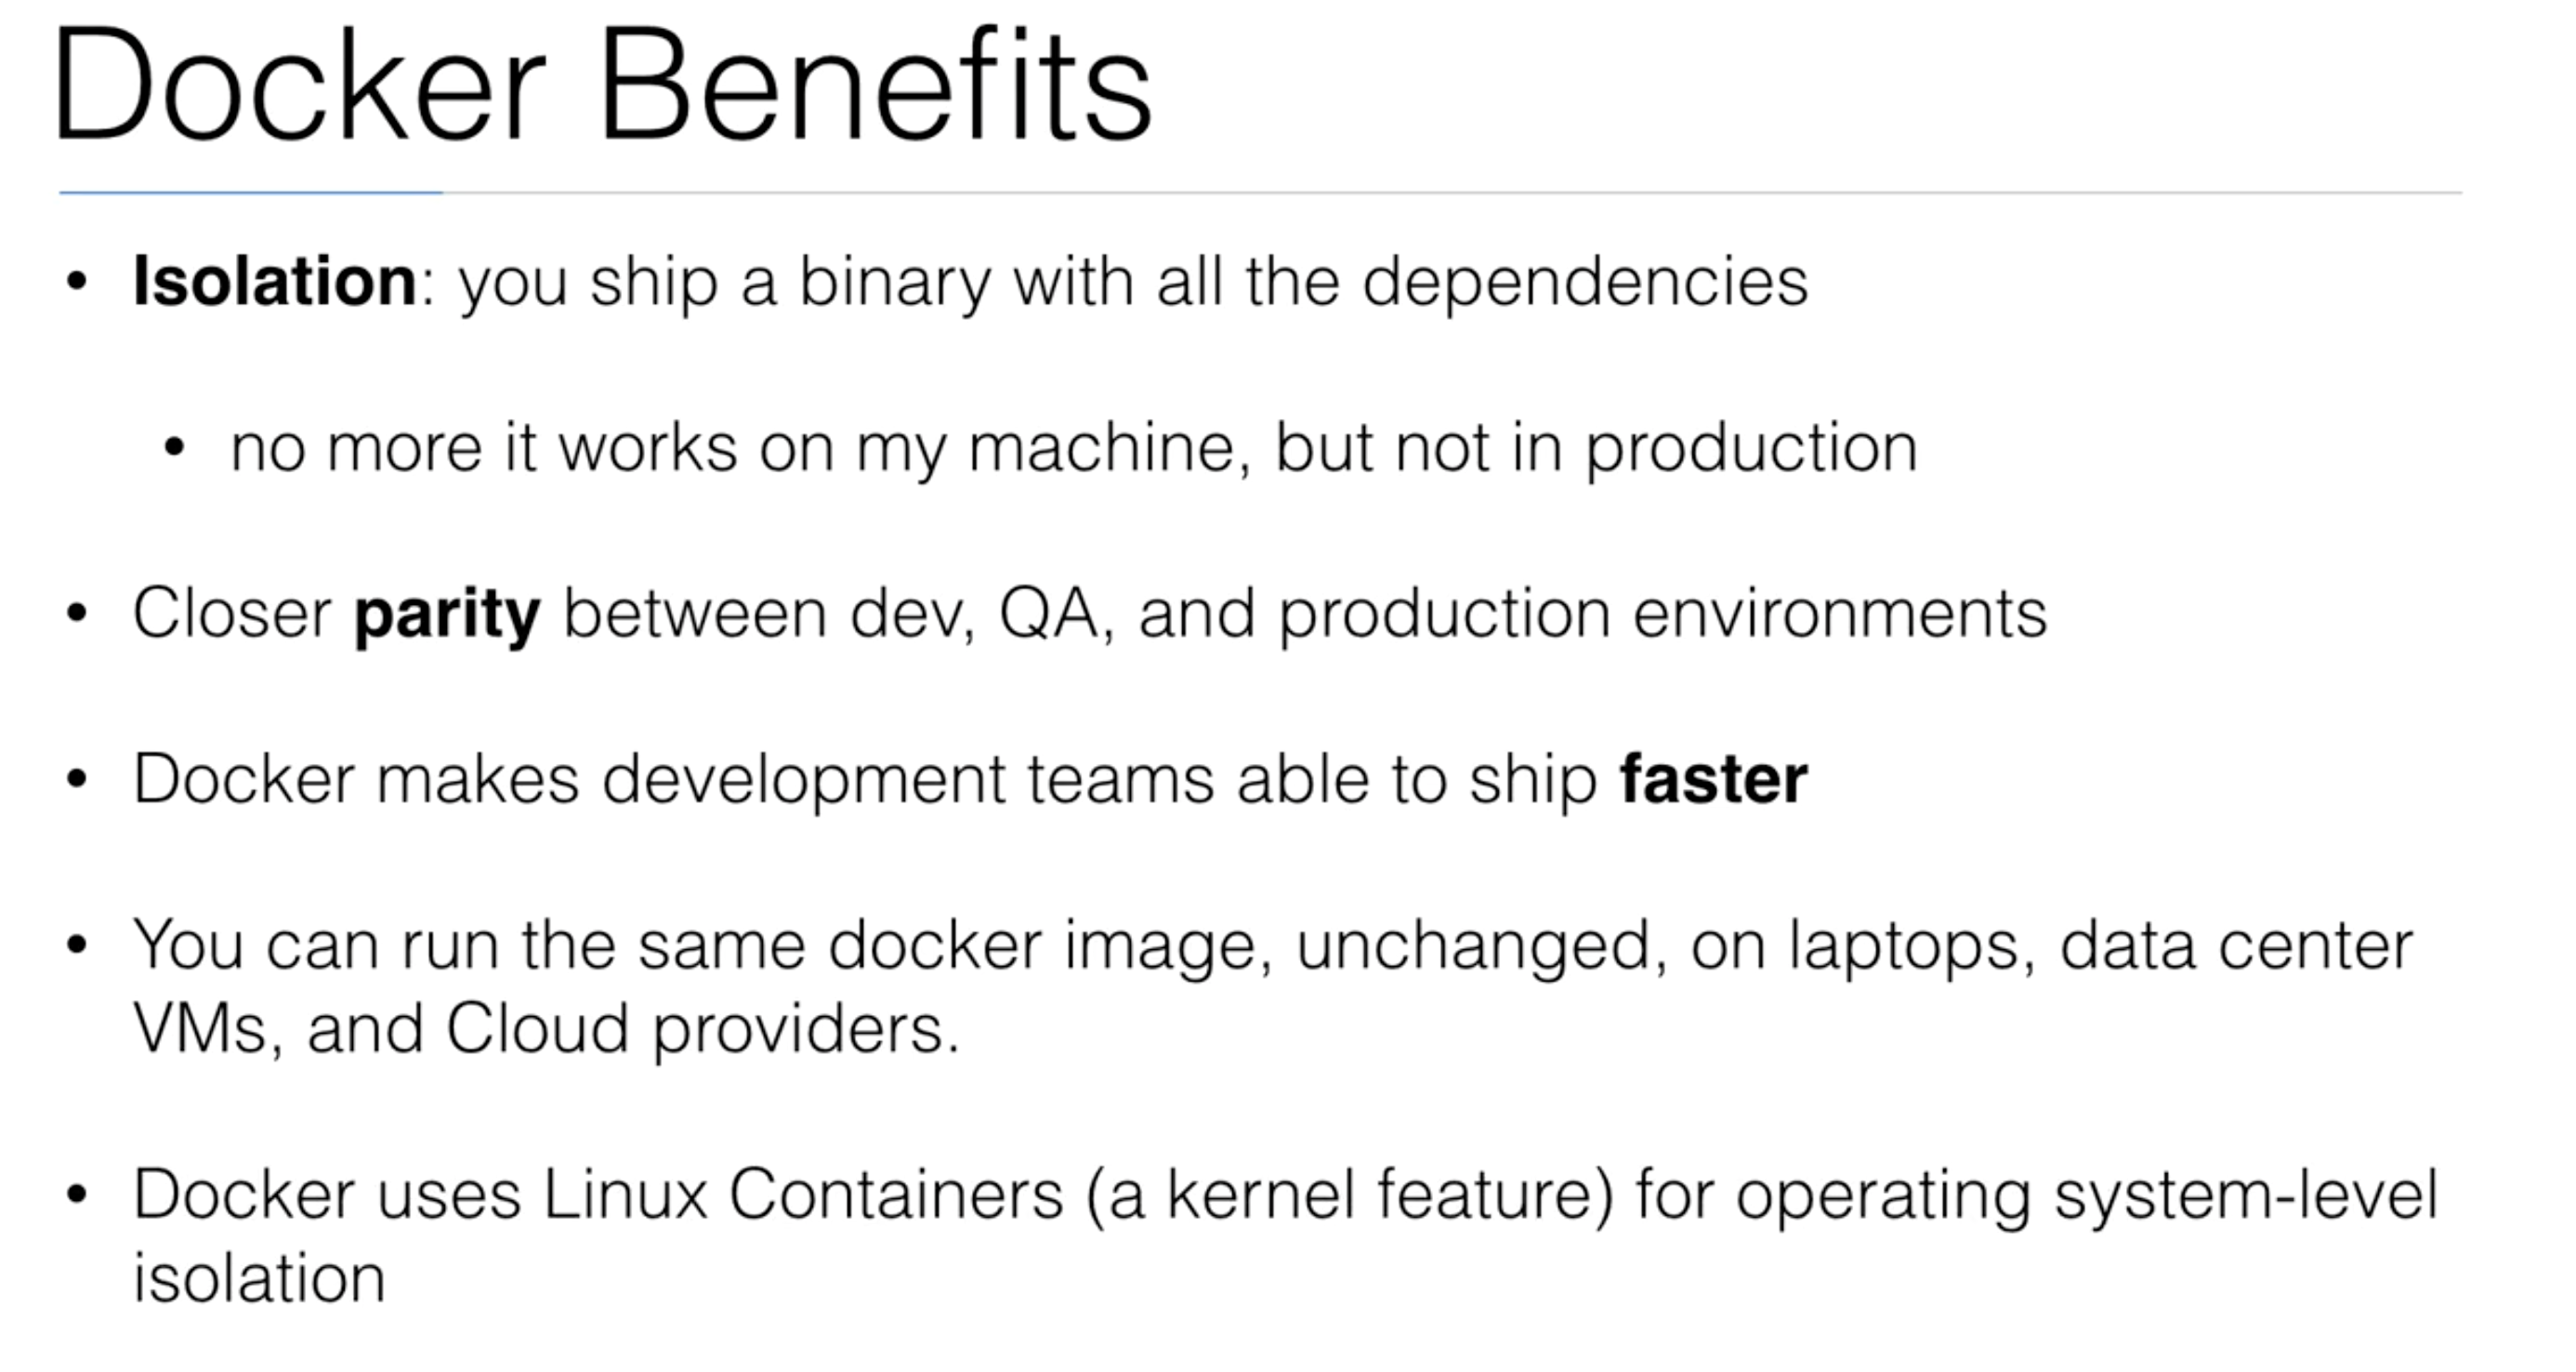 Docker Benefits
• Isolation: you ship a binary with all the dependencies
• no more it works on my machine, but not in production
• Closer parity between dev, QA, and production environments
• Docker makes development teams able to ship faster
• You can run the same docker image, unchanged, on laptops, data center
VMs, and Cloud providers.
• Docker uses Linux Containers (a kernel feature) for operating system-level
isolation